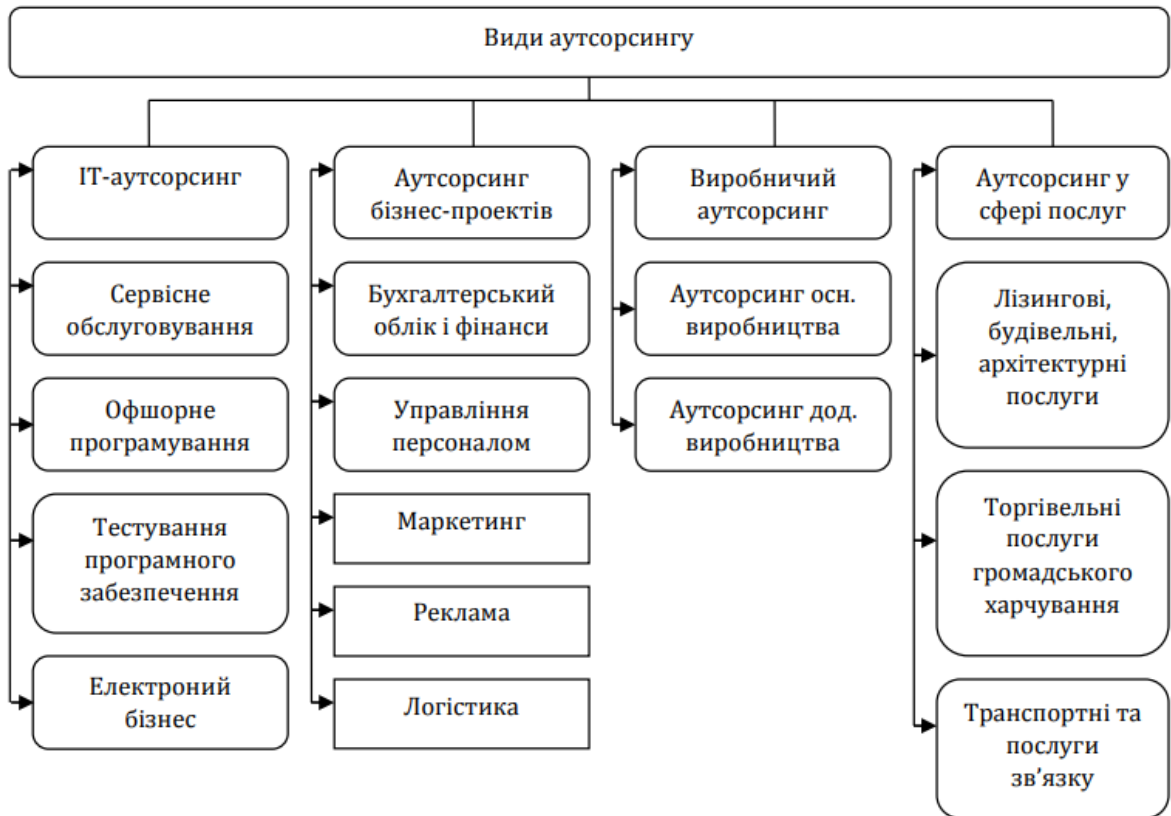 Види аутсорсингу
ІТ-аутсорсинг
Сервісне
обслуговування
Офшорне
програмування
Тестування
програмного
забезпечення
Електроний
бізнес
Аутсорсинг
бізнес-проектів
Бухгалтерський
облік і фінанси
Управління
персоналом
Маркетинг
Реклама
Логістика
Виробничий
аутсорсинг
Аутсорсинг осн.
виробництва
Аутсорсинг дод.
виробництва
Аутсорсинг у
сфері послуг
Лізингові,
будівельні,
архітектурні
послуги
Торгівельні
послуги
громадського
харчування
Транспортні та
послуги
зв’язку